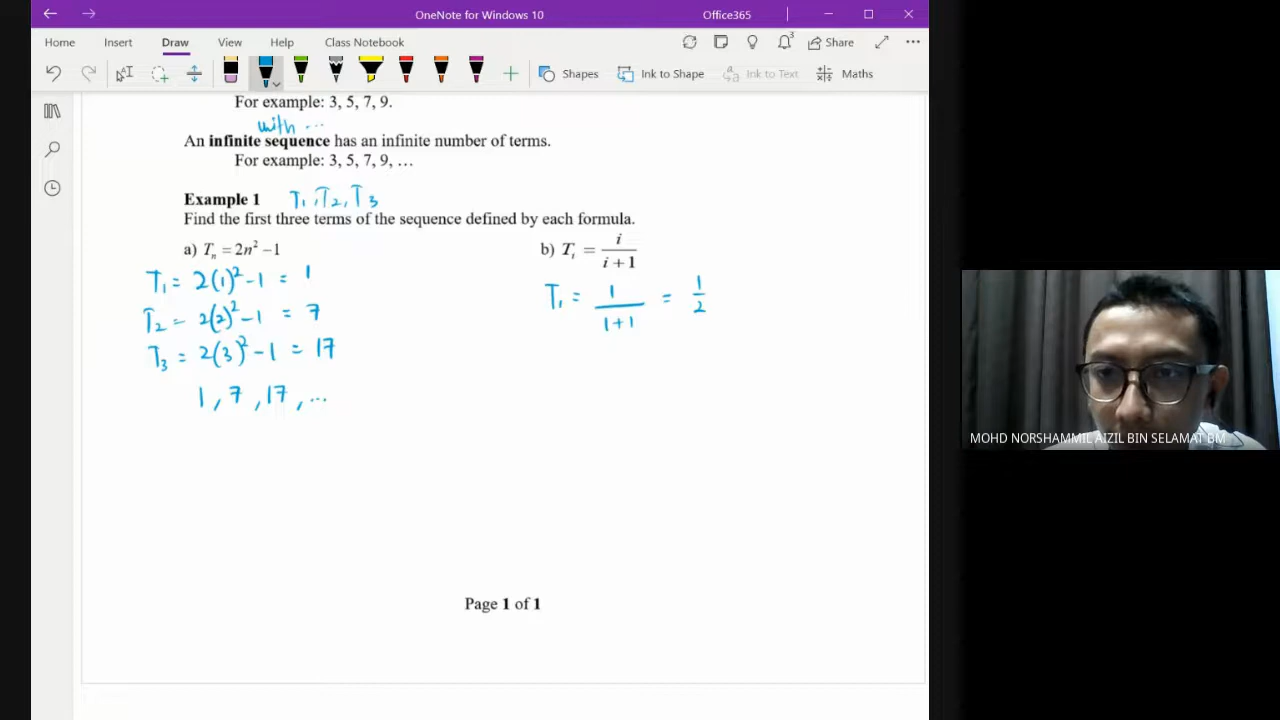 OneNote for Windows 10
Office365
Home Insert Draw View Help Class Notebook
Share
Shapes Ink to Shape Ink to Text Maths
For example: 3, 5, 7, 9.
with ...
An infinite sequence has an infinite number of terms.
For example: 3, 5, 7, 9, …
Example 1 T₁, T₂, T₃
Find the first three terms of the sequence defined by each formula.
a) Tₙ = 2n² − 1
T₁ = 2(1)² − 1 = 1
T₂ = 2(2)² − 1 = 7
T₃ = 2(3)² − 1 = 17
1, 7, 17, ...
b) Tᵢ = i / (i + 1)
T₁ = 1 / (1+1) = 1/2
Page 1 of 1
MOHD NORSHAMMIL AIZIL BIN SELAMAT BM